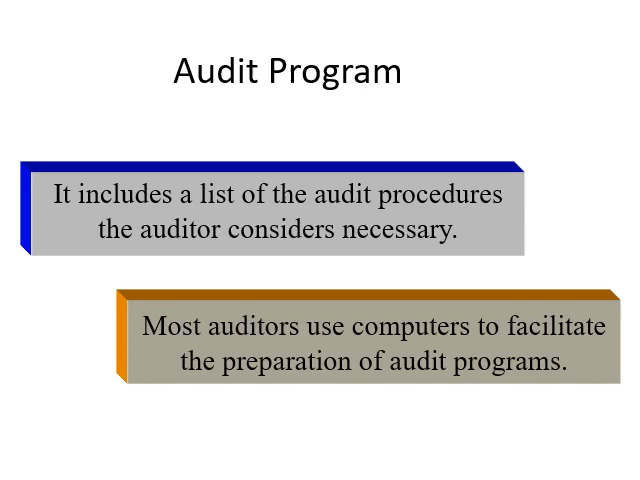 Audit Program
It includes a list of the audit procedures
the auditor considers necessary.
Most auditors use computers to facilitate
the preparation of audit programs.